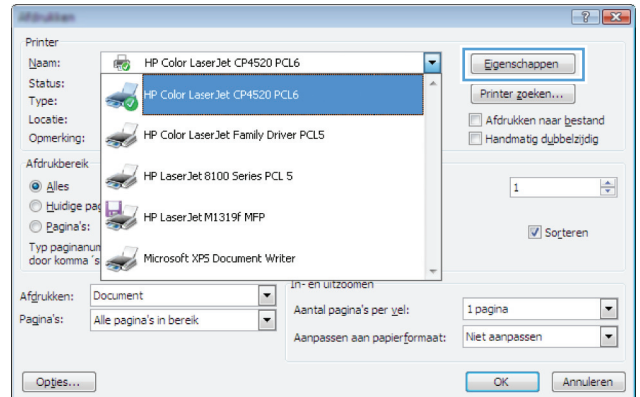 Afdrukken
Printer
Naam: HP Color LaserJet CP4520 PCL6 Eigenschappen
Status: HP Color LaserJet CP4520 PCL6 Printer zoeken...
Type:
Locatie: Afdrukken naar bestand
Opmerking: HP Color LaserJet Family Driver PCL5 Handmatig dubbelzijdig
Afdrukbereik
Alles HP LaserJet 8100 Series PCL 5 1
Huidige pag
Pagina's: HP LaserJet M1319f MFP Sorteren
Typ paginanum
door komma 's Microsoft XPS Document Writer
In- en uitzoomen
Afdrukken: Document Aantal pagina's per vel: 1 pagina
Pagina's: Alle pagina's in bereik Aanpassen aan papierformaat: Niet aanpassen
Opties... OK Annuleren